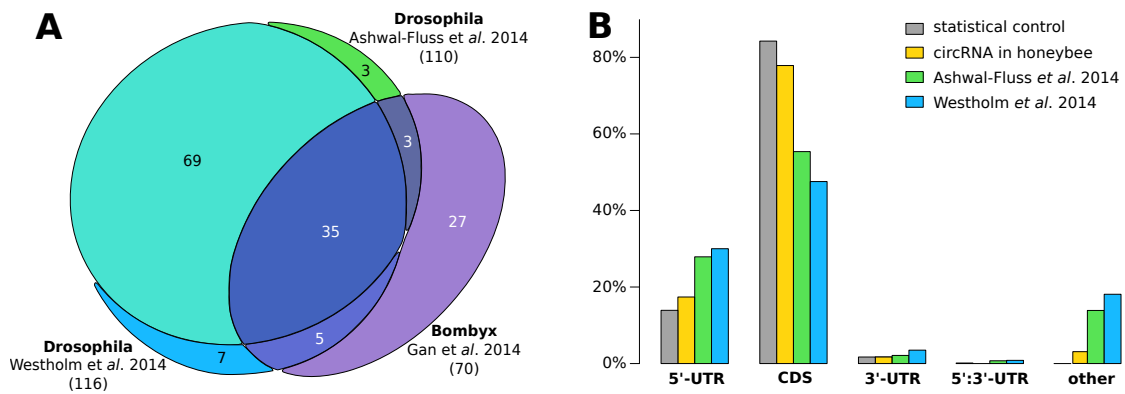 A
Drosophila
Ashwal-Fluss et al. 2014
(110)
3
3
69
35
27
5
7
Drosophila
Westholm et al. 2014
(116)
Bombyx
Gan et al. 2014
(70)
B
statistical control
circRNA in honeybee
Ashwal-Fluss et al. 2014
Westholm et al. 2014
80%
60%
40%
20%
0%
5'-UTR
CDS
3'-UTR
5':3'-UTR
other